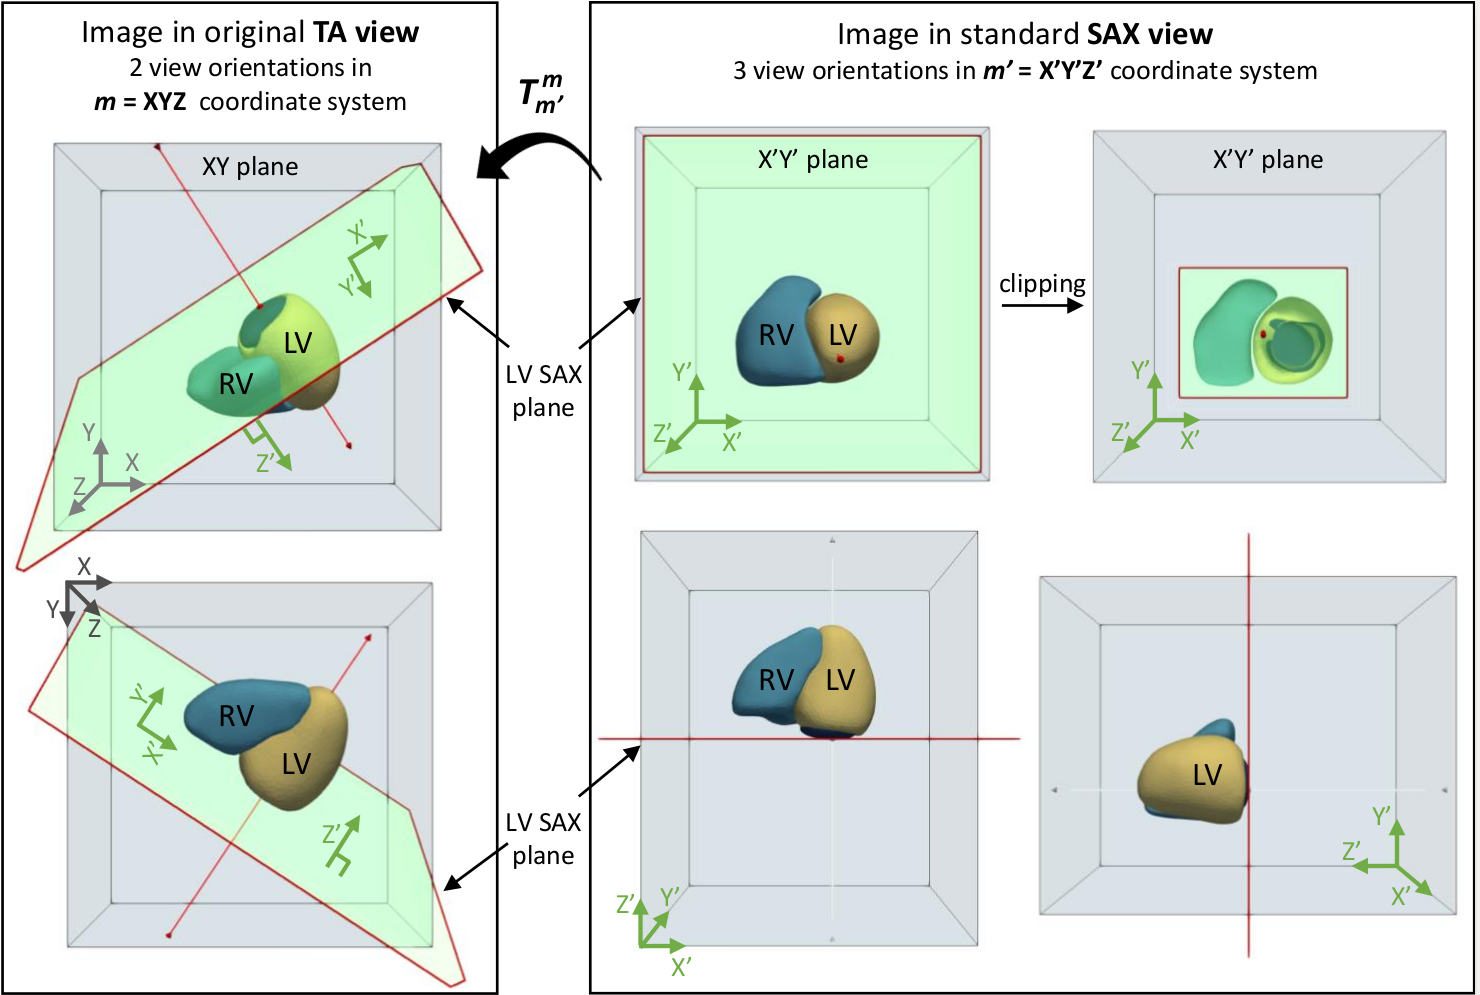 Image in original TA view
2 view orientations in
m = XYZ coordinate system
XY plane
X'
Y'
LV
RV
Z'
Y
X
Z
T m m'
Image in standard SAX view
3 view orientations in m' = X'Y'Z' coordinate system
X'Y' plane
RV
LV
Y'
Z'
X'
clipping
X'Y' plane
Y'
Z'
X'
LV SAX
plane
X
Y
Z
Y'
X'
RV
LV
Z'
LV SAX
plane
RV
LV
Z'
Y'
X'
LV
Y'
Z'
X'